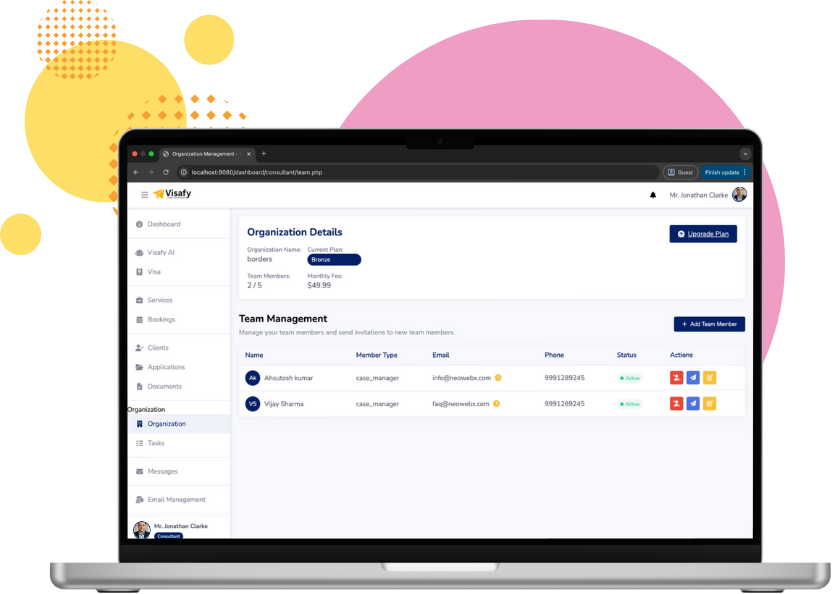 Organization Management -
localhost:8080/dashboard/consultant/team.php
Guest
Finish update
Visafy
Mr. Jonathan Clarke
Dashboard
Visafy AI
Visa
Services
Bookings
Clients
Applications
Documents
Organization
Organization
Tasks
Messages
Email Management
Mr. Jonathan Clarke
Consultant
Organization Details
Upgrade Plan
Organization Name: Current Plan:
borders Bronze
Team Members: Monthly Fee:
2 / 5 $49.99
Team Management
Manage your team members and send invitations to new team members.
+ Add Team Member
Name Member Type Email Phone Status Actions
Ak Ahsutosh kumar case_manager info@neowebx.com 9991289245 Active
VS Vijay Sharma case_manager faq@neowebx.com 9991289245 Active